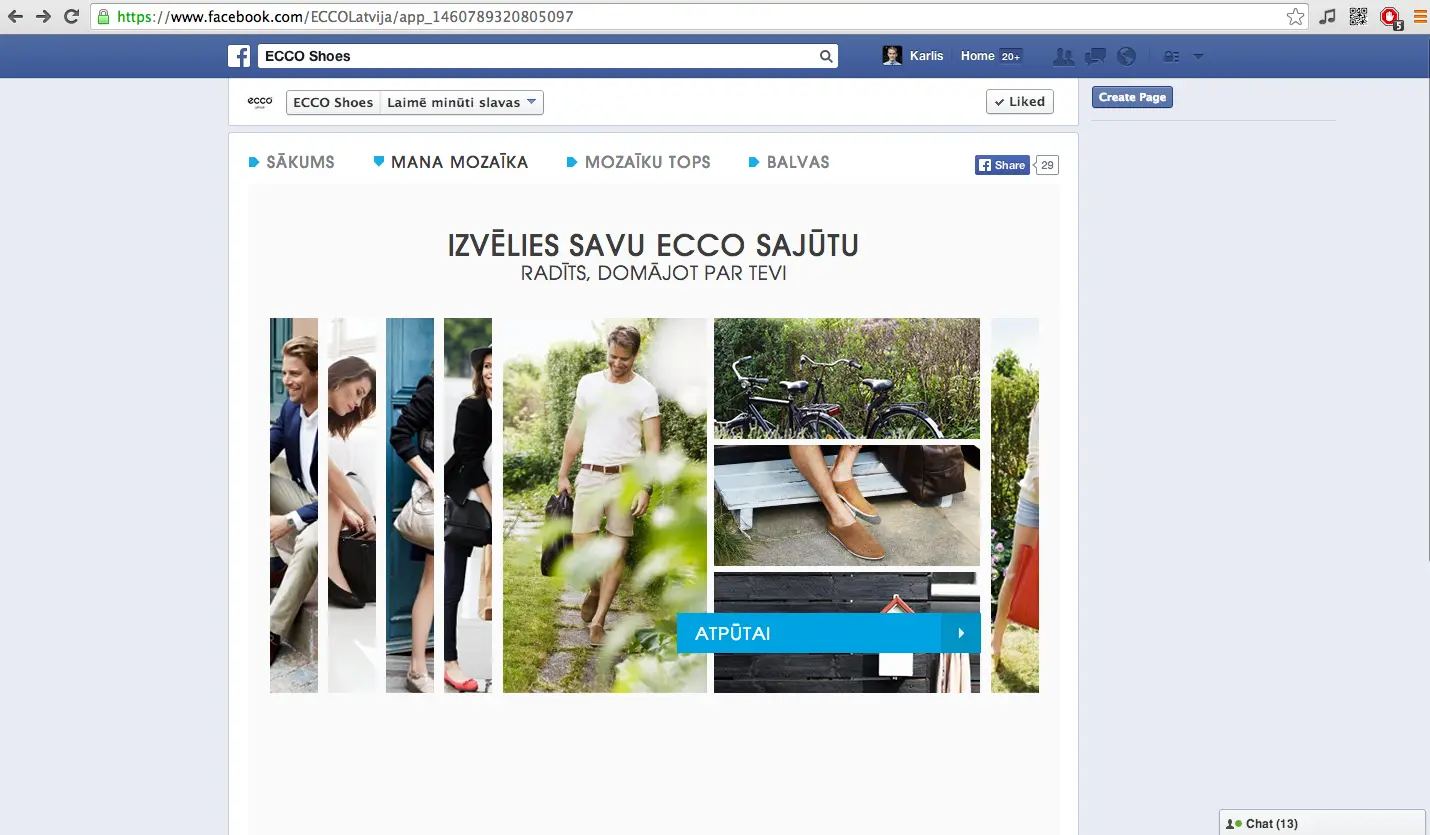 https://www.facebook.com/ECCOLatvija/app_1460789320805097
5
ECCO Shoes
Karlis
Home 20+
ecco
ECCO Shoes
Laimē minūti slavas
Liked
Create Page
SĀKUMS
MANA MOZAĪKA
MOZAĪKU TOPS
BALVAS
Share
29
IZVĒLIES SAVU ECCO SAJŪTU
RADĪTS, DOMĀJOT PAR TEVI
ATPŪTAI
Chat (13)